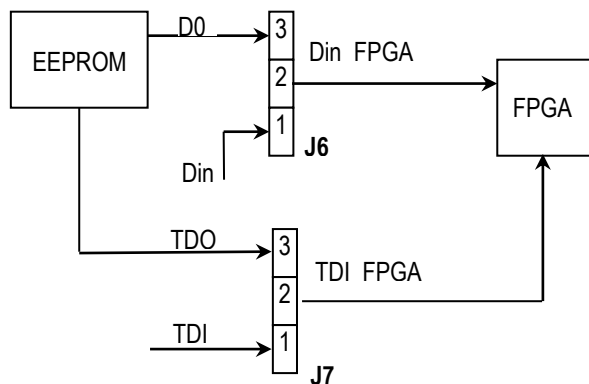 D0
3
EEPROM
Din FPGA
2
FPGA
1
J6
Din
TDO
3
TDI FPGA
2
TDI
1
J7